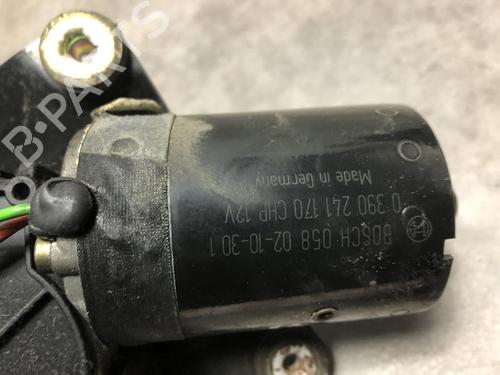 BOSCH 058 02-10-30 1
0 390 241 170 CHP 12V
Made in Germany
B-PARTS